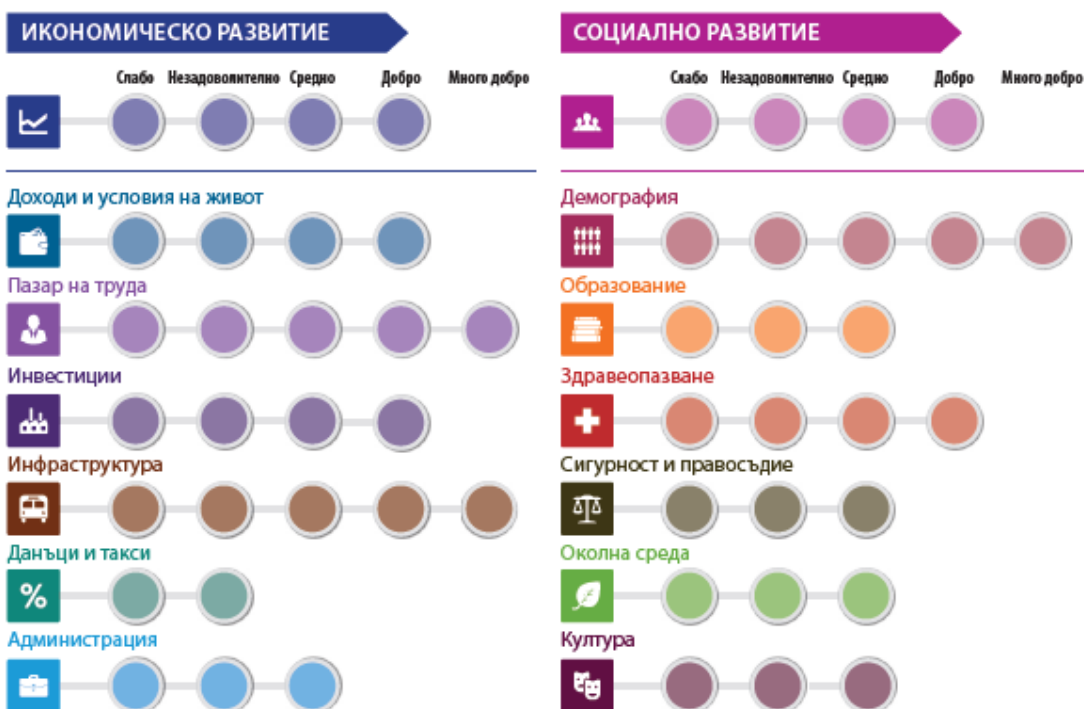 ИКОНОМИЧЕСКО РАЗВИТИЕ
Слабо Незадоволително Средно Добро Много добро
Доходи и условия на живот
Пазар на труда
Инвестиции
Инфраструктура
Данъци и такси
%
Администрация
СОЦИАЛНО РАЗВИТИЕ
Слабо Незадоволително Средно Добро Много добро
Демография
Образование
Здравеопазване
Сигурност и правосъдие
Околна среда
Култура